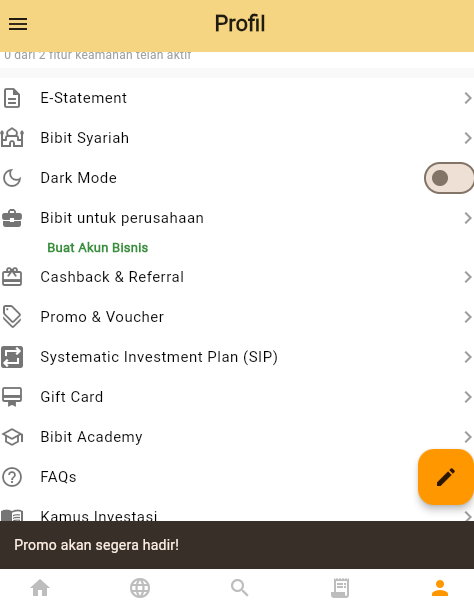 Profil
0 dari 2 fitur keamanan telah aktif
E-Statement
Bibit Syariah
Dark Mode
Bibit untuk perusahaan
Buat Akun Bisnis
Cashback & Referral
Promo & Voucher
Systematic Investment Plan (SIP)
Gift Card
Bibit Academy
FAQs
Kamus Investasi
Promo akan segera hadir!